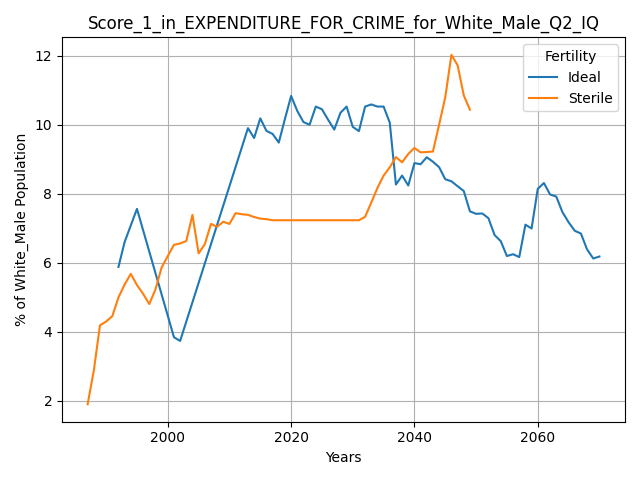 Score_1_in_EXPENDITURE_FOR_CRIME_for_White_Male_Q2_IQ
Fertility
Ideal
Sterile
% of White_Male Population
12
10
8
6
4
2
2000
2020
2040
2060
Years